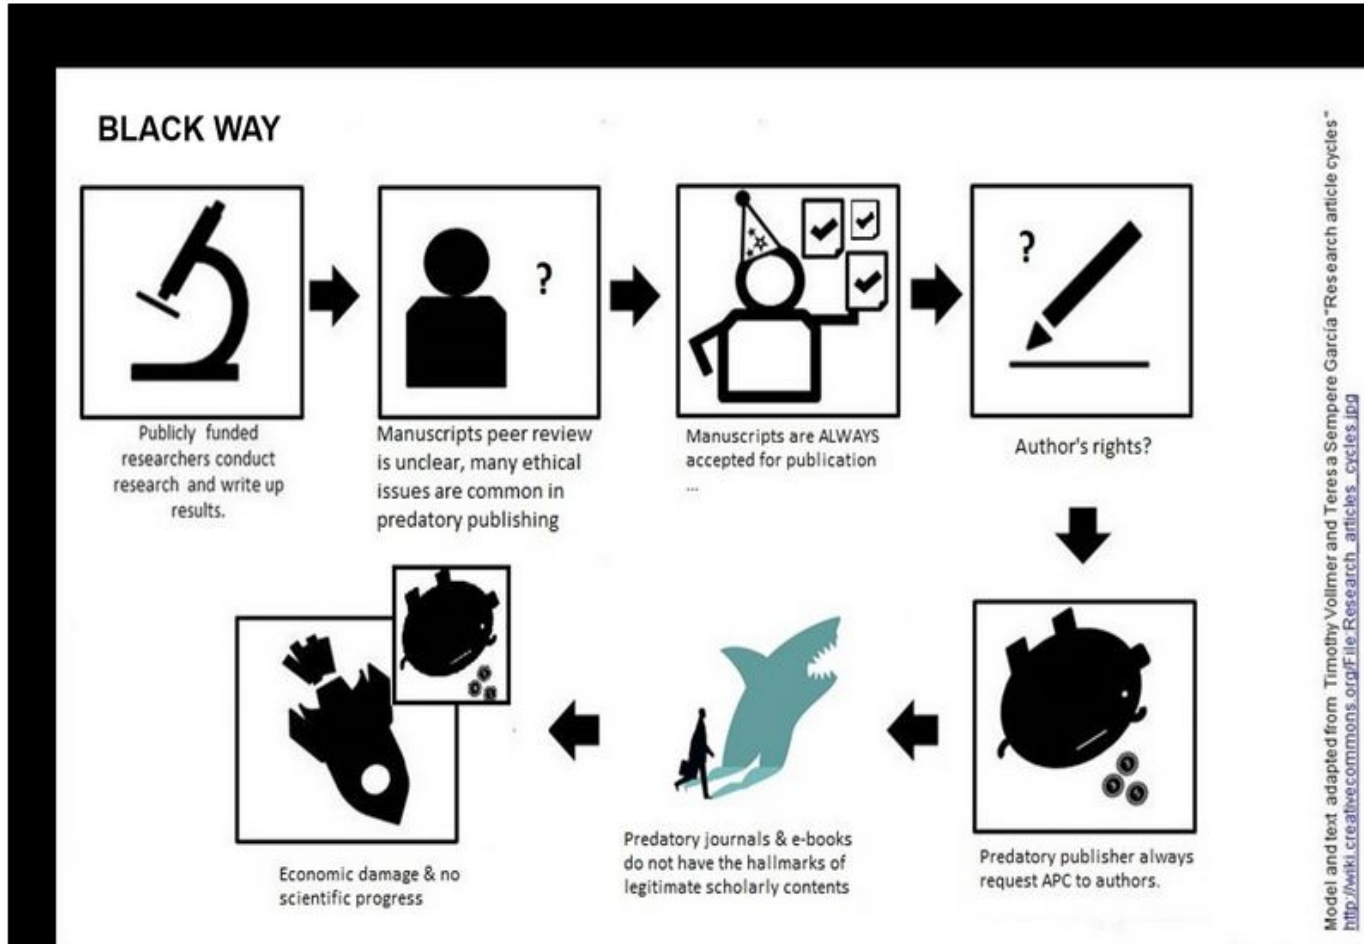 BLACK WAY
?
?
Publicly funded
researchers conduct
research and write up
results.
Manuscripts peer review
is unclear, many ethical
issues are common in
predatory publishing
Manuscripts are ALWAYS
accepted for publication
...
Author's rights?
Economic damage & no
scientific progress
Predatory journals & e-books
do not have the hallmarks of
legitimate scholarly contents
Predatory publisher always
request APC to authors.
Model and text adapted from Timothy Vollmer and Teresa Sempere García "Research article cycles"
http://wiki.creativecommons.org/File:Research_articles_cycles.jpg